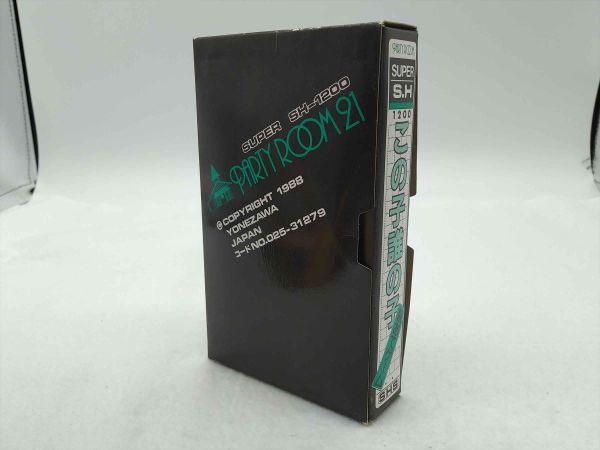 SUPER SH-1200
PARTY ROOM 21
© COPYRIGHT 1988
YONEZAWA
JAPAN
コードNO.025-31279
PARTY ROOM
SUPER
S.H
1200
SHS